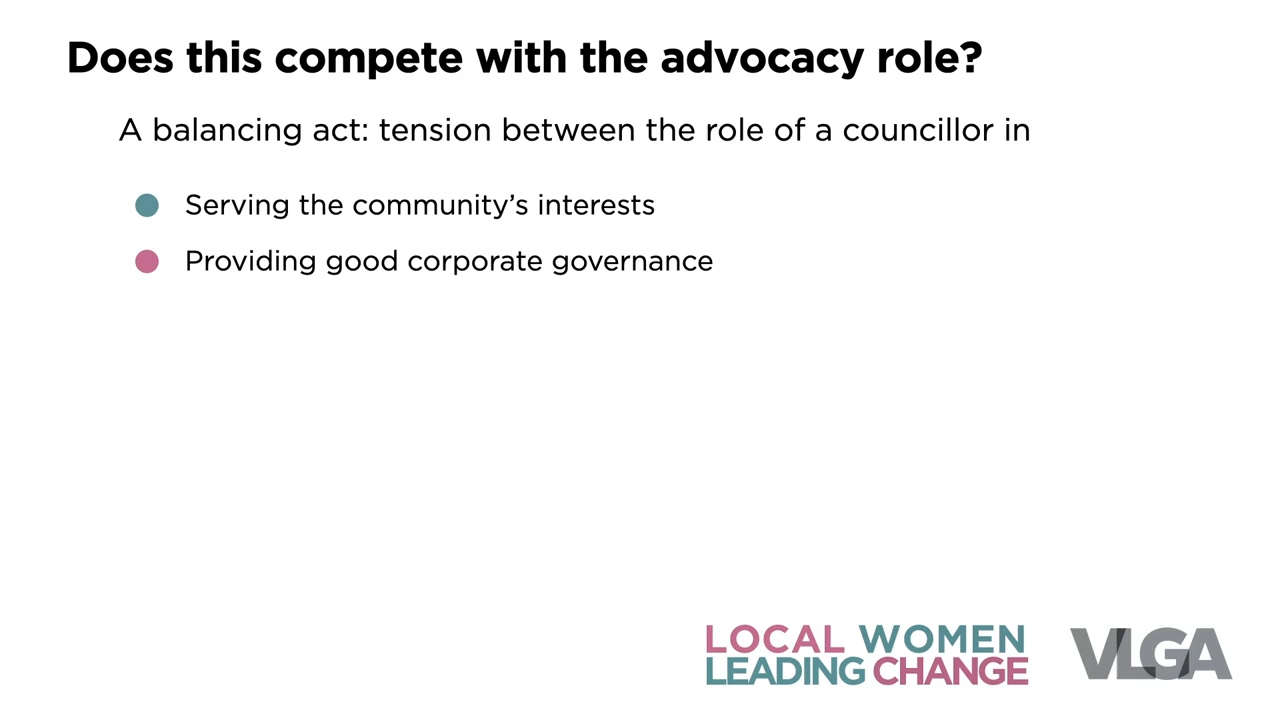 Does this compete with the advocacy role?
A balancing act: tension between the role of a councillor in
Serving the community’s interests
Providing good corporate governance
LOCAL WOMEN
LEADING CHANGE
VLGA